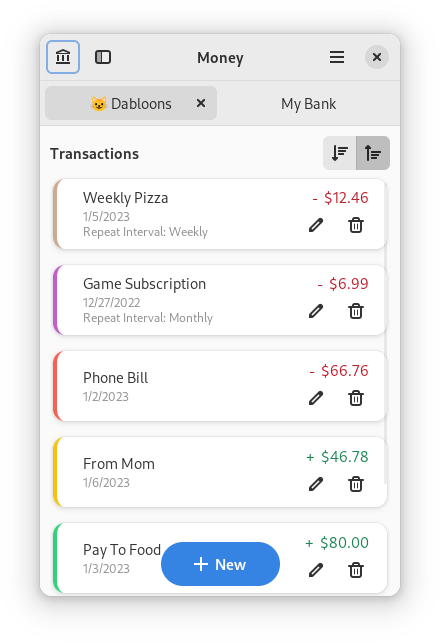 Money
Dabloons
My Bank
Transactions
Weekly Pizza
- $12.46
1/5/2023
Repeat Interval: Weekly
Game Subscription
- $6.99
12/27/2022
Repeat Interval: Monthly
Phone Bill
- $66.76
1/2/2023
From Mom
+ $46.78
1/6/2023
Pay To Food
+ $80.00
1/3/2023
New